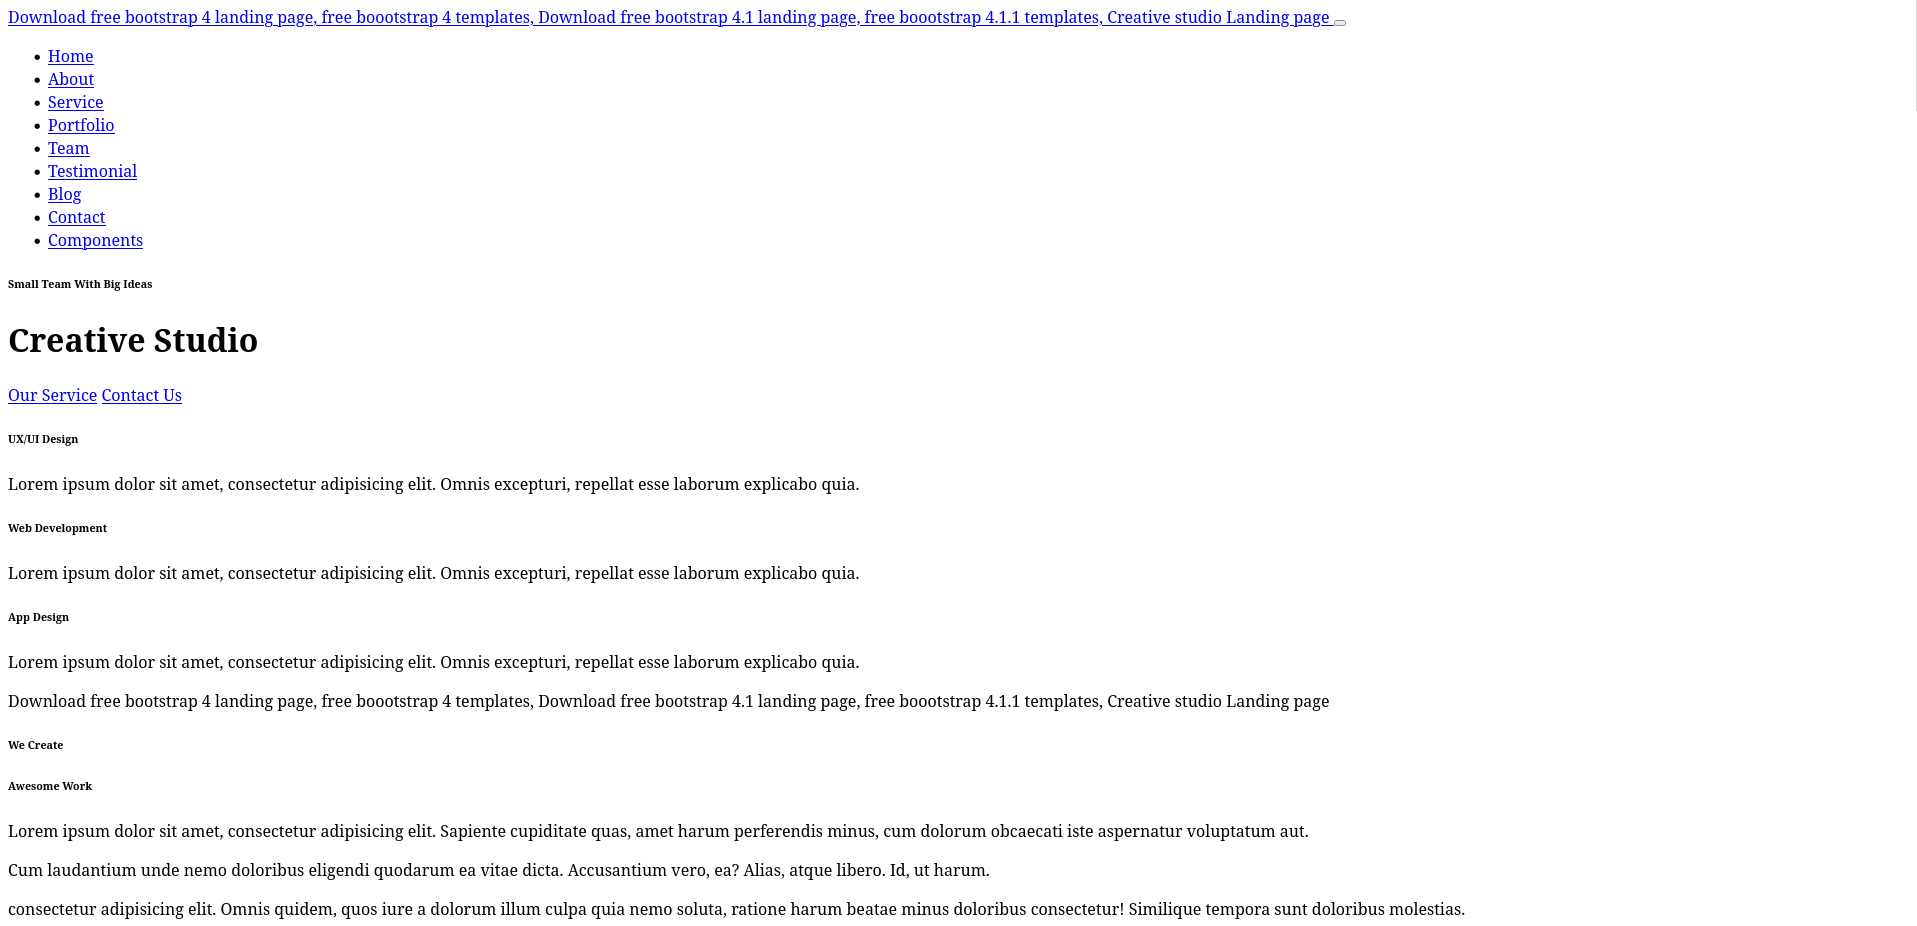 Download free bootstrap 4 landing page, free boootstrap 4 templates, Download free bootstrap 4.1 landing page, free boootstrap 4.1.1 templates, Creative studio Landing page
Home
About
Service
Portfolio
Team
Testimonial
Blog
Contact
Components
Small Team With Big Ideas
Creative Studio
Our Service Contact Us
UX/UI Design
Lorem ipsum dolor sit amet, consectetur adipisicing elit. Omnis excepturi, repellat esse laborum explicabo quia.
Web Development
Lorem ipsum dolor sit amet, consectetur adipisicing elit. Omnis excepturi, repellat esse laborum explicabo quia.
App Design
Lorem ipsum dolor sit amet, consectetur adipisicing elit. Omnis excepturi, repellat esse laborum explicabo quia.
Download free bootstrap 4 landing page, free boootstrap 4 templates, Download free bootstrap 4.1 landing page, free boootstrap 4.1.1 templates, Creative studio Landing page
We Create
Awesome Work
Lorem ipsum dolor sit amet, consectetur adipisicing elit. Sapiente cupiditate quas, amet harum perferendis minus, cum dolorum obcaecati iste aspernatur voluptatum aut.
Cum laudantium unde nemo doloribus eligendi quodarum ea vitae dicta. Accusantium vero, ea? Alias, atque libero. Id, ut harum.
consectetur adipisicing elit. Omnis quidem, quos iure a dolorum illum culpa quia nemo soluta, ratione harum beatae minus doloribus consectetur! Similique tempora sunt doloribus molestias.